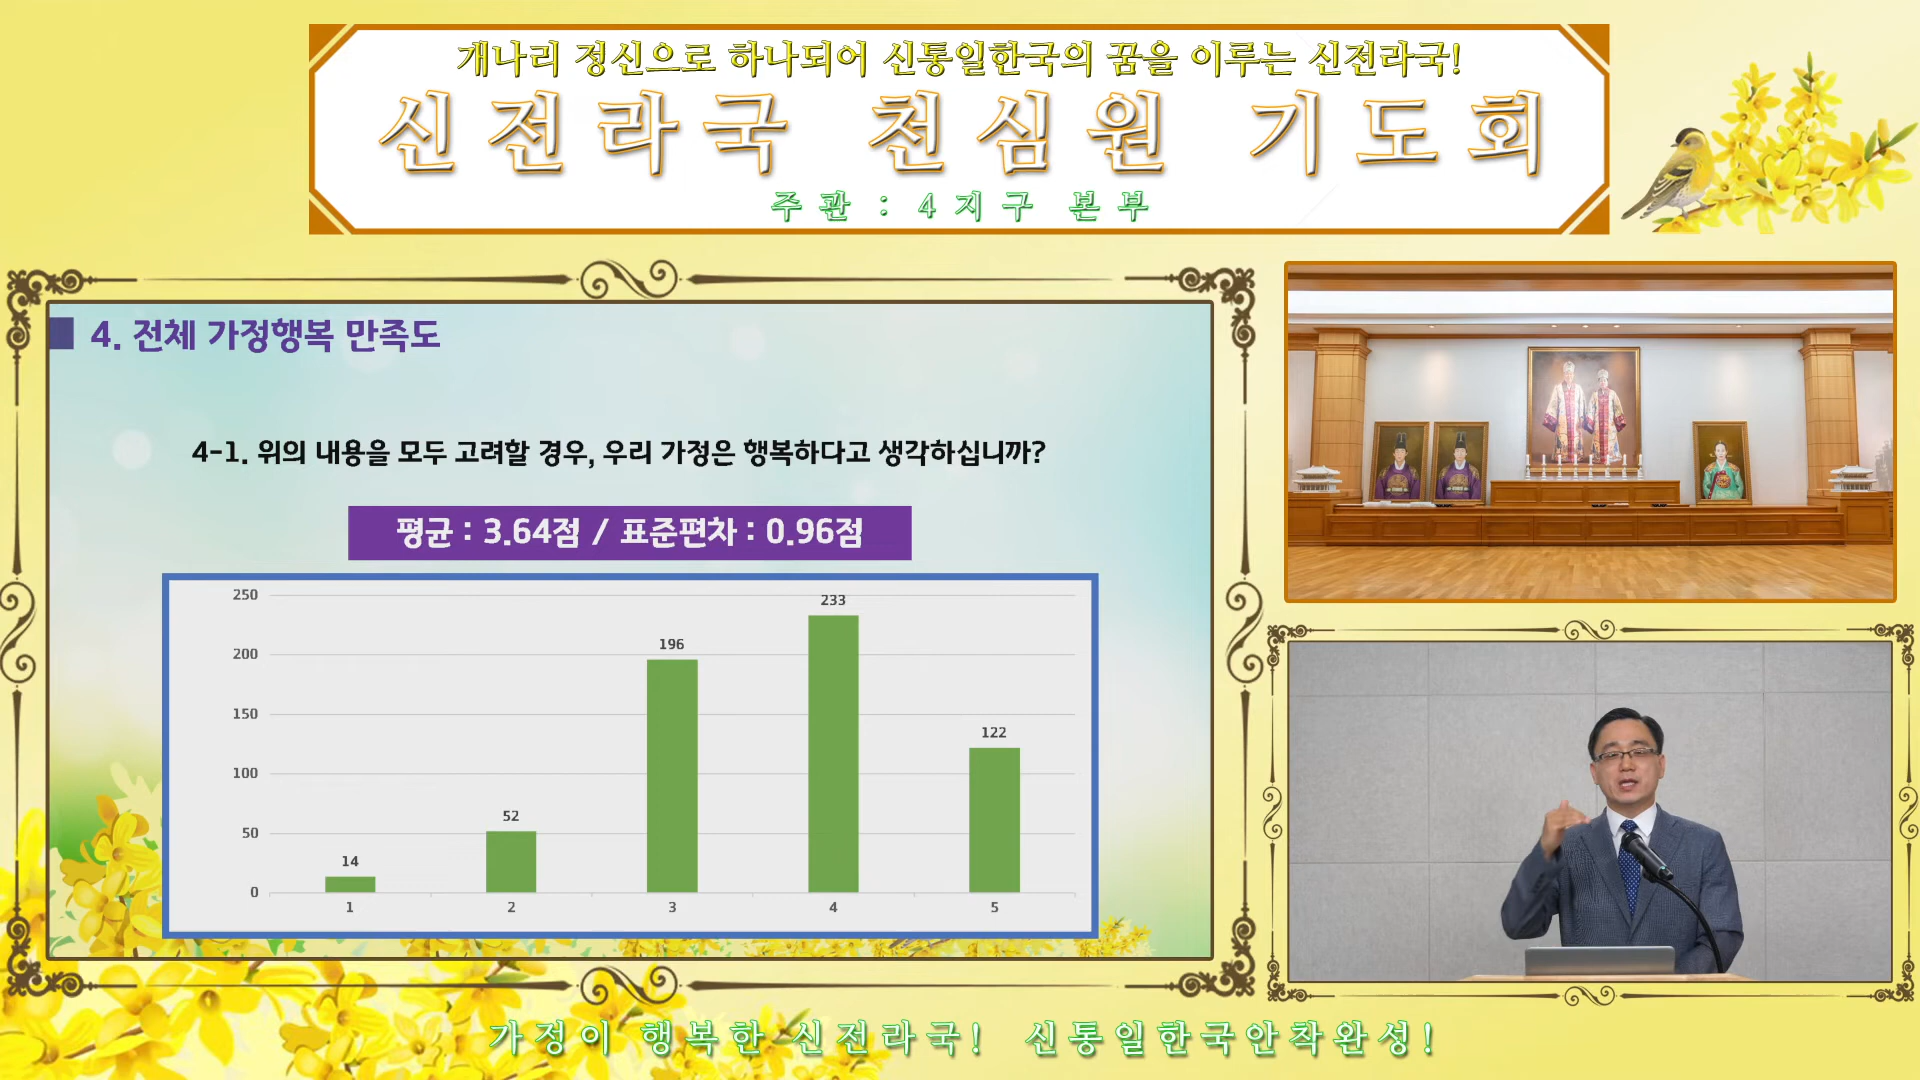 개나리 정신으로 하나되어 신통일한국의 꿈을 이루는 신전라국!
신전라국 천심원 기도회
주관 : 4지구 본부
4. 전체 가정행복 만족도
4-1. 위의 내용을 모두 고려할 경우, 우리 가정은 행복하다고 생각하십니까?
평균 : 3.64점 / 표준편차 : 0.96점
250
200
150
100
50
0
14
52
196
233
122
1
2
3
4
5
가정이 행복한 신전라국! 신통일한국안착완성!